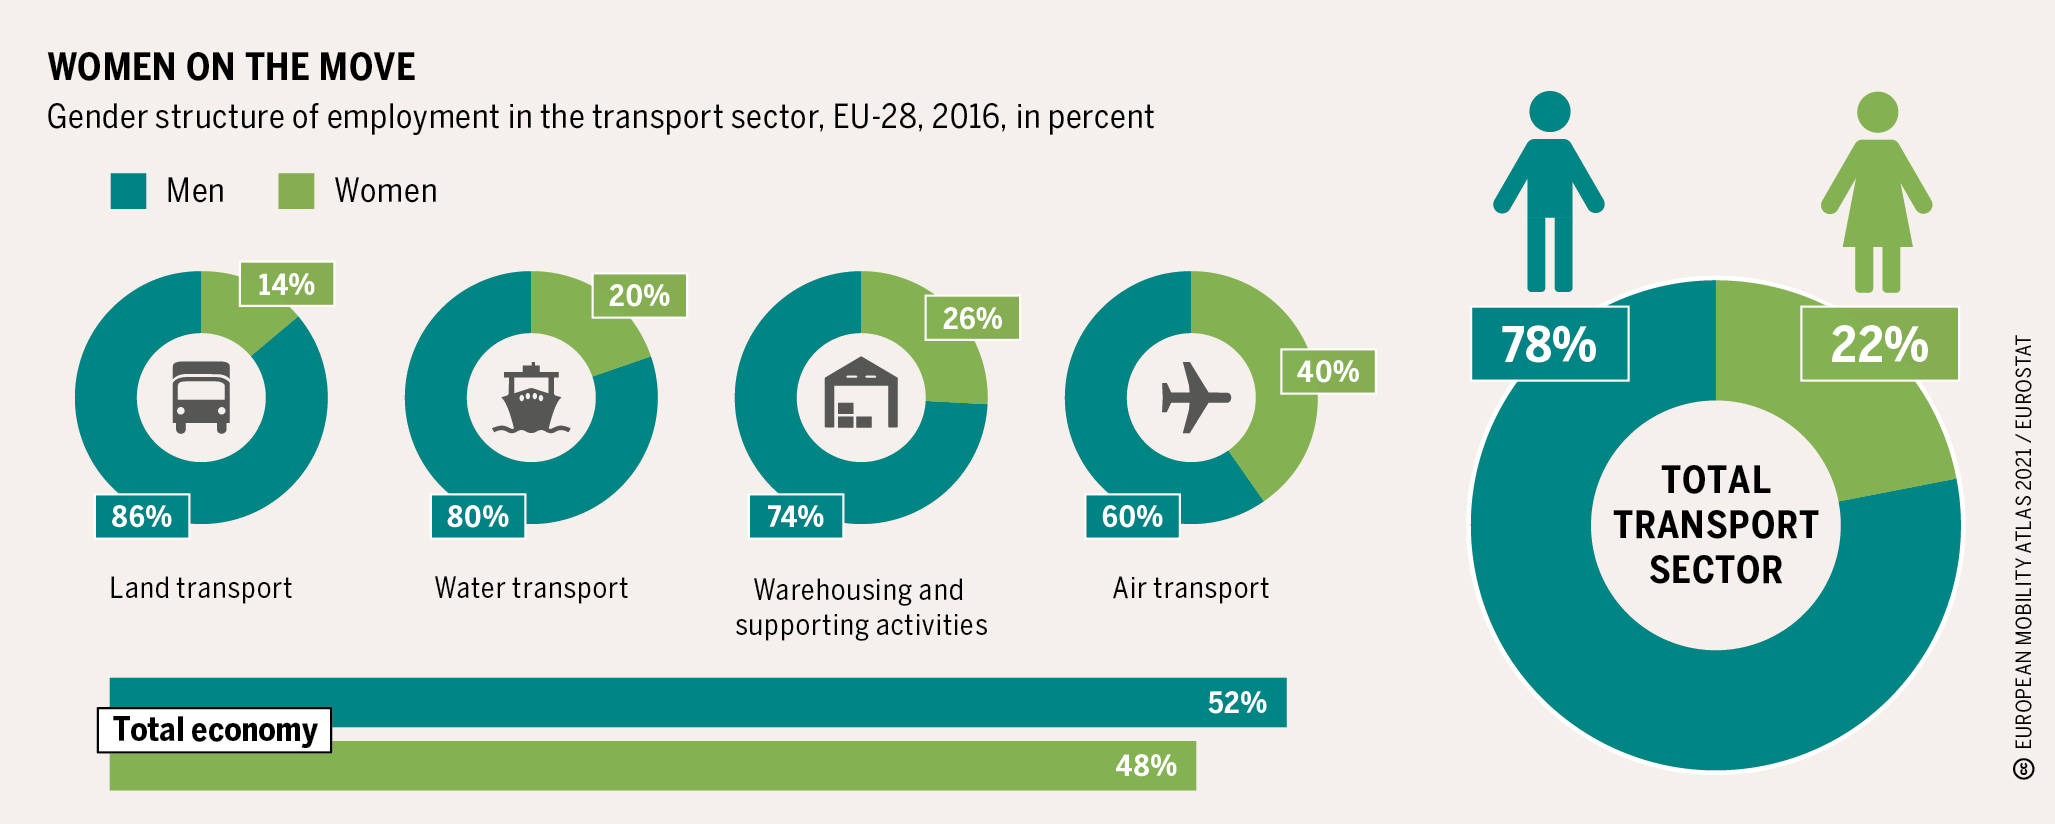 WOMEN ON THE MOVE
Gender structure of employment in the transport sector, EU-28, 2016, in percent
Men
Women
14%
86%
Land transport
20%
80%
Water transport
26%
74%
Warehousing and
supporting activities
40%
60%
Air transport
Total economy
52%
48%
78%
22%
TOTAL
TRANSPORT
SECTOR
cc EUROPEAN MOBILITY ATLAS 2021 / EUROSTAT